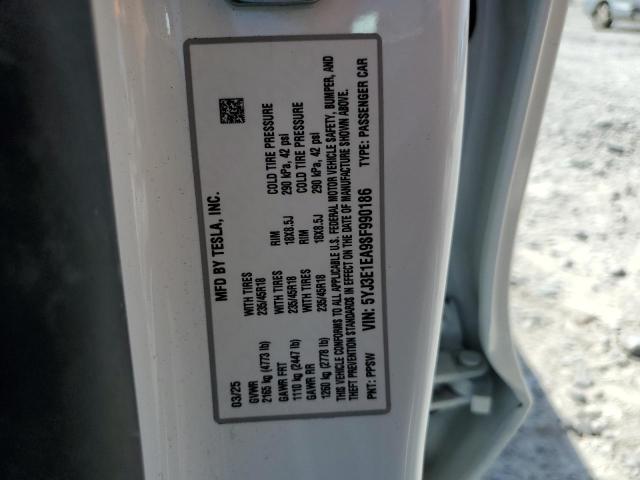 MFD BY TESLA, INC.
03/25
GVWR
2165 kg (4773 lb)
WITH TIRES
235/45R18
RIM
18X8.5J
COLD TIRE PRESSURE
290 kPa, 42 psi
GAWR FRT
1110 kg (2447 lb)
WITH TIRES
235/45R18
RIM
18X8.5J
COLD TIRE PRESSURE
290 kPa, 42 psi
GAWR RR
1260 kg (2778 lb)
235/45R18
18X8.5J
THIS VEHICLE CONFORMS TO ALL APPLICABLE U.S. FEDERAL MOTOR VEHICLE SAFETY, BUMPER, AND
THEFT PREVENTION STANDARDS IN EFFECT ON THE DATE OF MANUFACTURE SHOWN ABOVE.
VIN: 5YJ3E1EA9SF990186
PNT: PPSW
TYPE: PASSENGER CAR